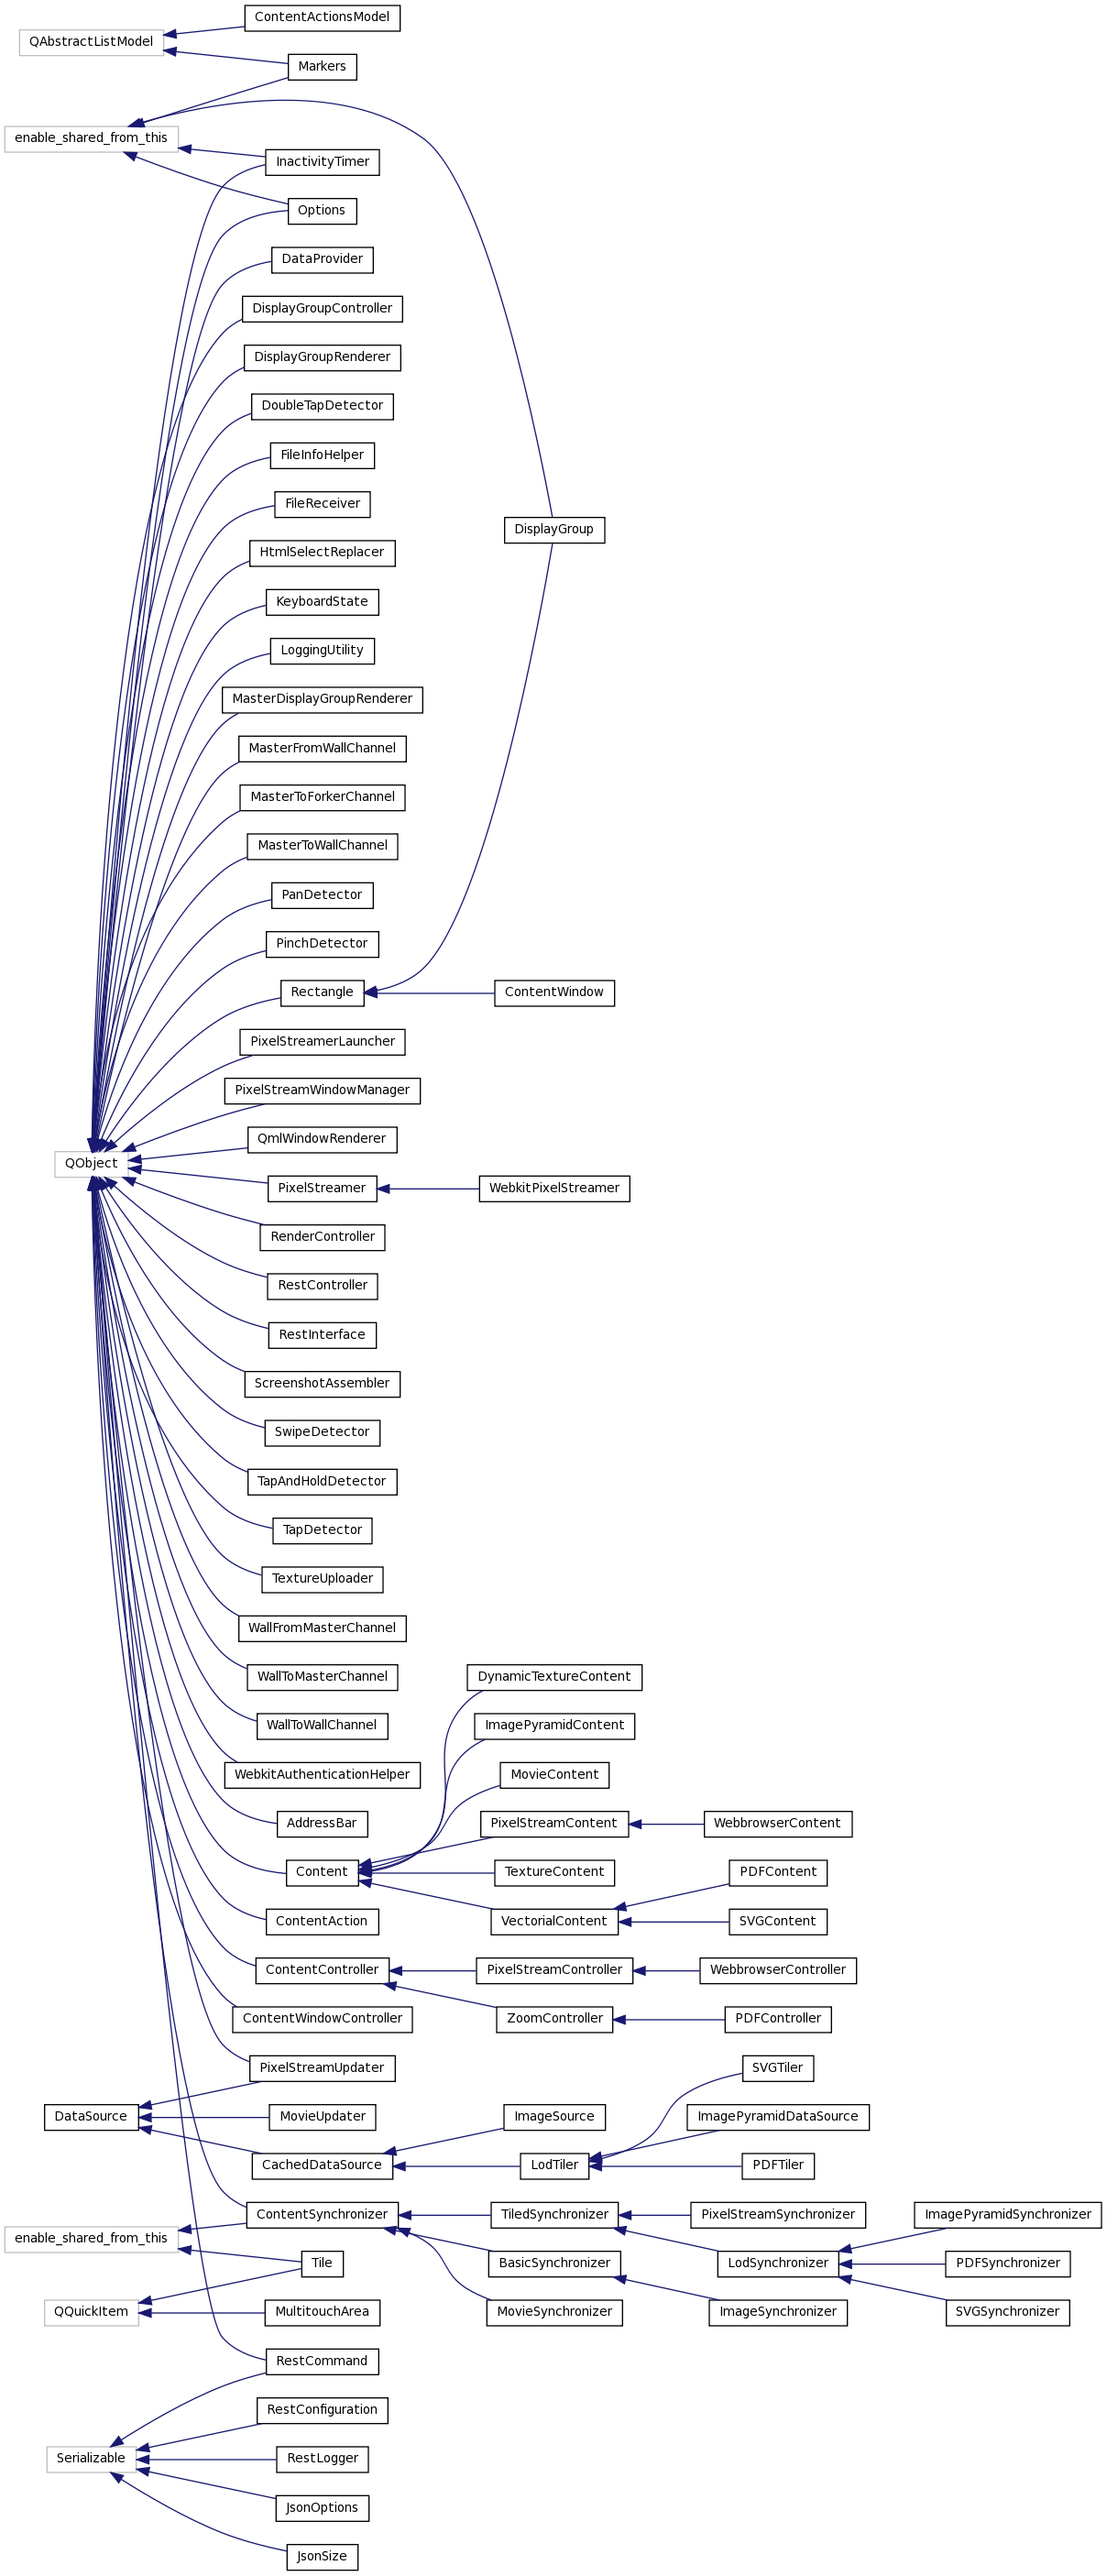 ContentActionsModel
QAbstractListModel
Markers
enable_shared_from_this
InactivityTimer
Options
DataProvider
DisplayGroupController
DisplayGroupRenderer
DoubleTapDetector
FileInfoHelper
FileReceiver
DisplayGroup
HtmlSelectReplacer
KeyboardState
LoggingUtility
MasterDisplayGroupRenderer
MasterFromWallChannel
MasterToForkerChannel
MasterToWallChannel
PanDetector
PinchDetector
Rectangle
ContentWindow
PixelStreamerLauncher
PixelStreamWindowManager
QmlWindowRenderer
QObject
PixelStreamer
WebkitPixelStreamer
RenderController
RestController
RestInterface
ScreenshotAssembler
SwipeDetector
TapAndHoldDetector
TapDetector
TextureUploader
WallFromMasterChannel
WallToMasterChannel
DynamicTextureContent
WallToWallChannel
ImagePyramidContent
WebkitAuthenticationHelper
MovieContent
AddressBar
PixelStreamContent
WebbrowserContent
Content
TextureContent
PDFContent
ContentAction
VectorialContent
SVGContent
ContentController
PixelStreamController
WebbrowserController
ContentWindowController
ZoomController
PDFController
PixelStreamUpdater
SVGTiler
DataSource
MovieUpdater
ImageSource
ImagePyramidDataSource
CachedDataSource
LodTiler
PDFTiler
ContentSynchronizer
TiledSynchronizer
PixelStreamSynchronizer
ImagePyramidSynchronizer
enable_shared_from_this
Tile
BasicSynchronizer
LodSynchronizer
PDFSynchronizer
QQuickItem
MultitouchArea
MovieSynchronizer
ImageSynchronizer
SVGSynchronizer
RestCommand
RestConfiguration
Serializable
RestLogger
JsonOptions
JsonSize